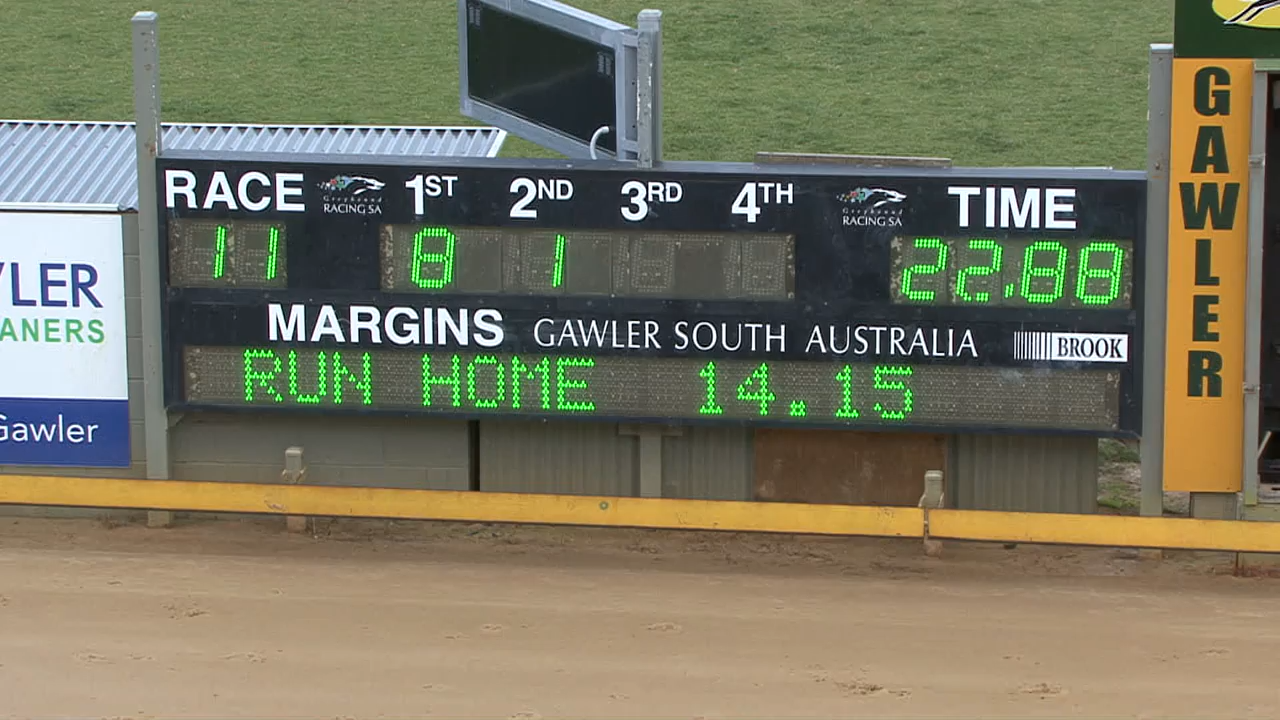 RACE Greyhound RACING SA 1ST 2ND 3RD 4TH Greyhound RACING SA TIME
11 8 1 22.88
MARGINS GAWLER SOUTH AUSTRALIA BROOK
RUN HOME 14.15
GAWLER
LER
ANERS
Gawler